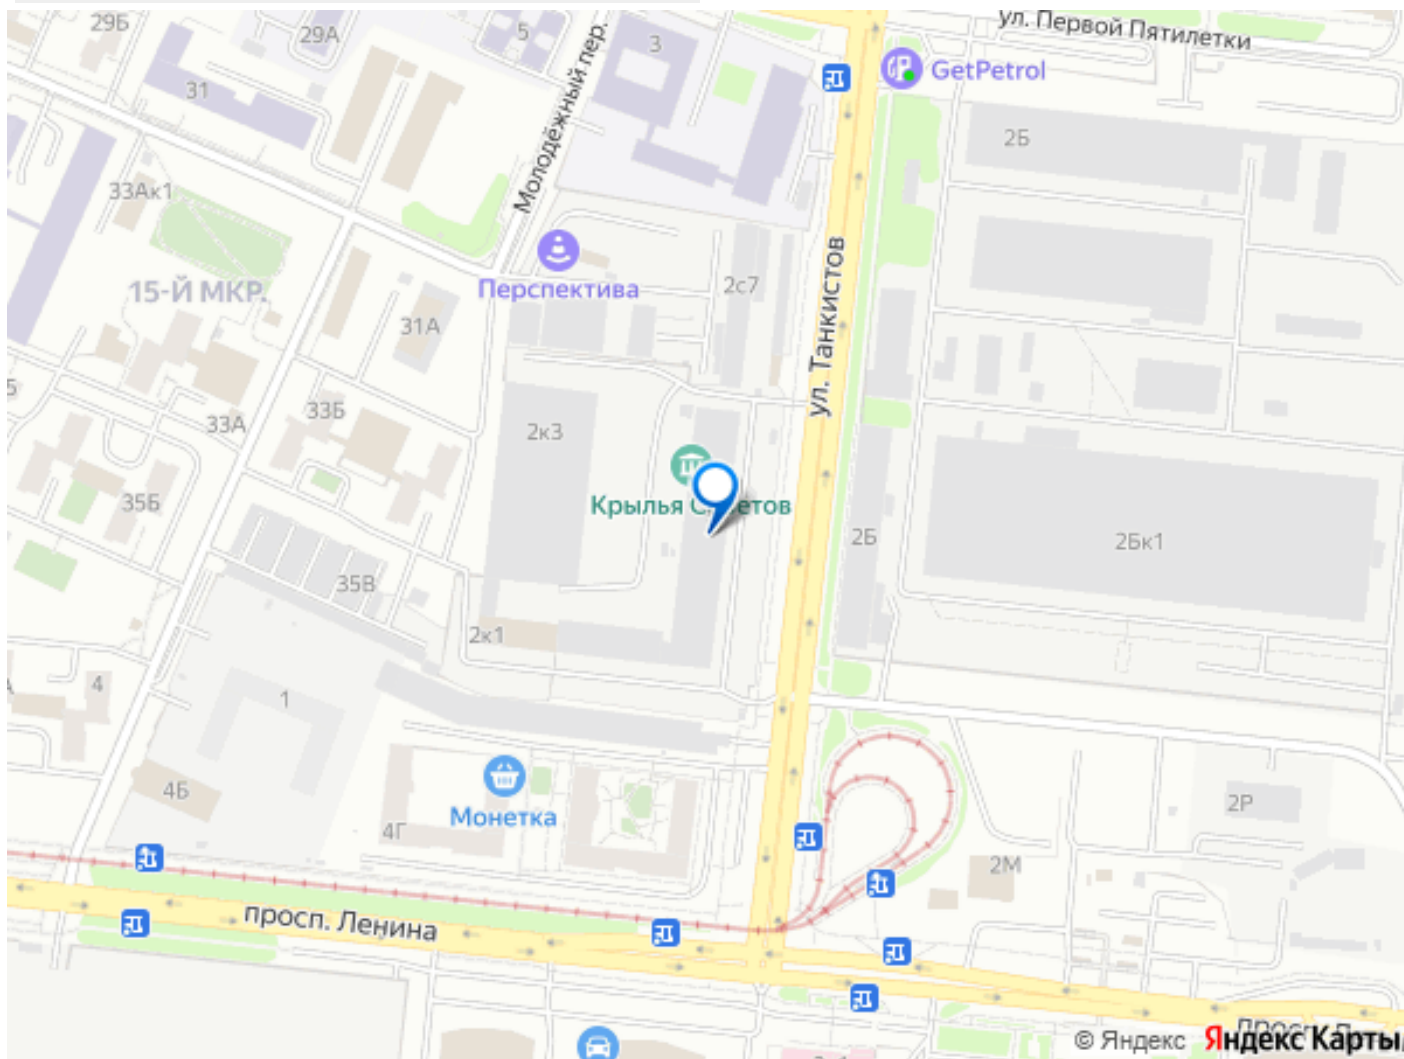 29Б
29А
5
3
ул. Первой Пятилетки
GetPetrol
31
Молодёжный пер.
2Б
33Ак1
15-Й МКР.
Перспектива
2с7
31А
ул. Танкистов
5
33А
33Б
2к3
35Б
Крылья
2Б
2Бк1
35В
2к1
4
1
4Б
4Г
Монетка
2Р
2М
просп. Ленина
© Яндекс
Яндекс Карты